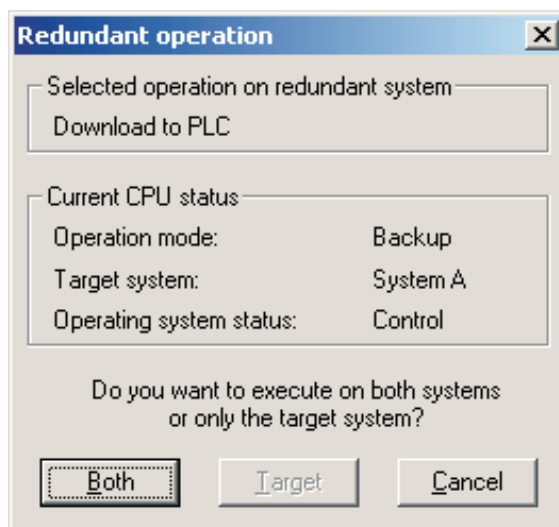 Redundant operation
Selected operation on redundant system
Download to PLC
Current CPU status
Operation mode: Backup
Target system: System A
Operating system status: Control
Do you want to execute on both systems
or only the target system?
Both Target Cancel